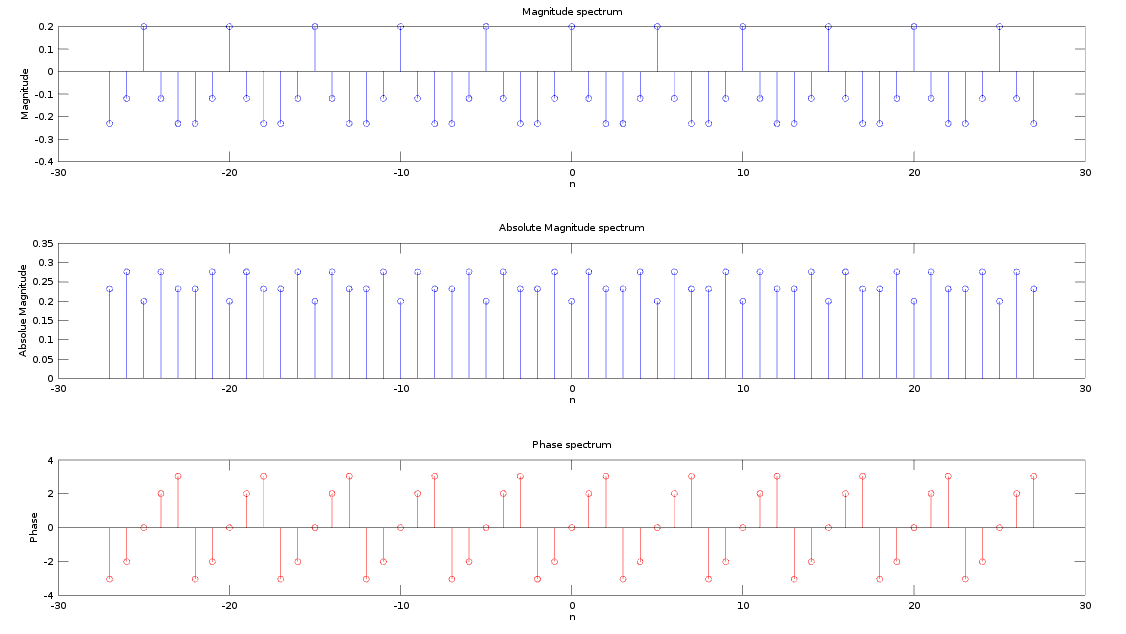 Magnitude spectrum
0.2
0.1
0
-0.1
-0.2
-0.3
-0.4
Magnitude
-30 -20 -10 0 10 20 30
n
Absolute Magnitude spectrum
0.35
0.3
0.25
0.2
0.15
0.1
0.05
0
Absolue Magnitude
-30 -20 -10 0 10 20 30
n
Phase spectrum
4
2
0
-2
-4
Phase
-30 -20 -10 0 10 20 30
n